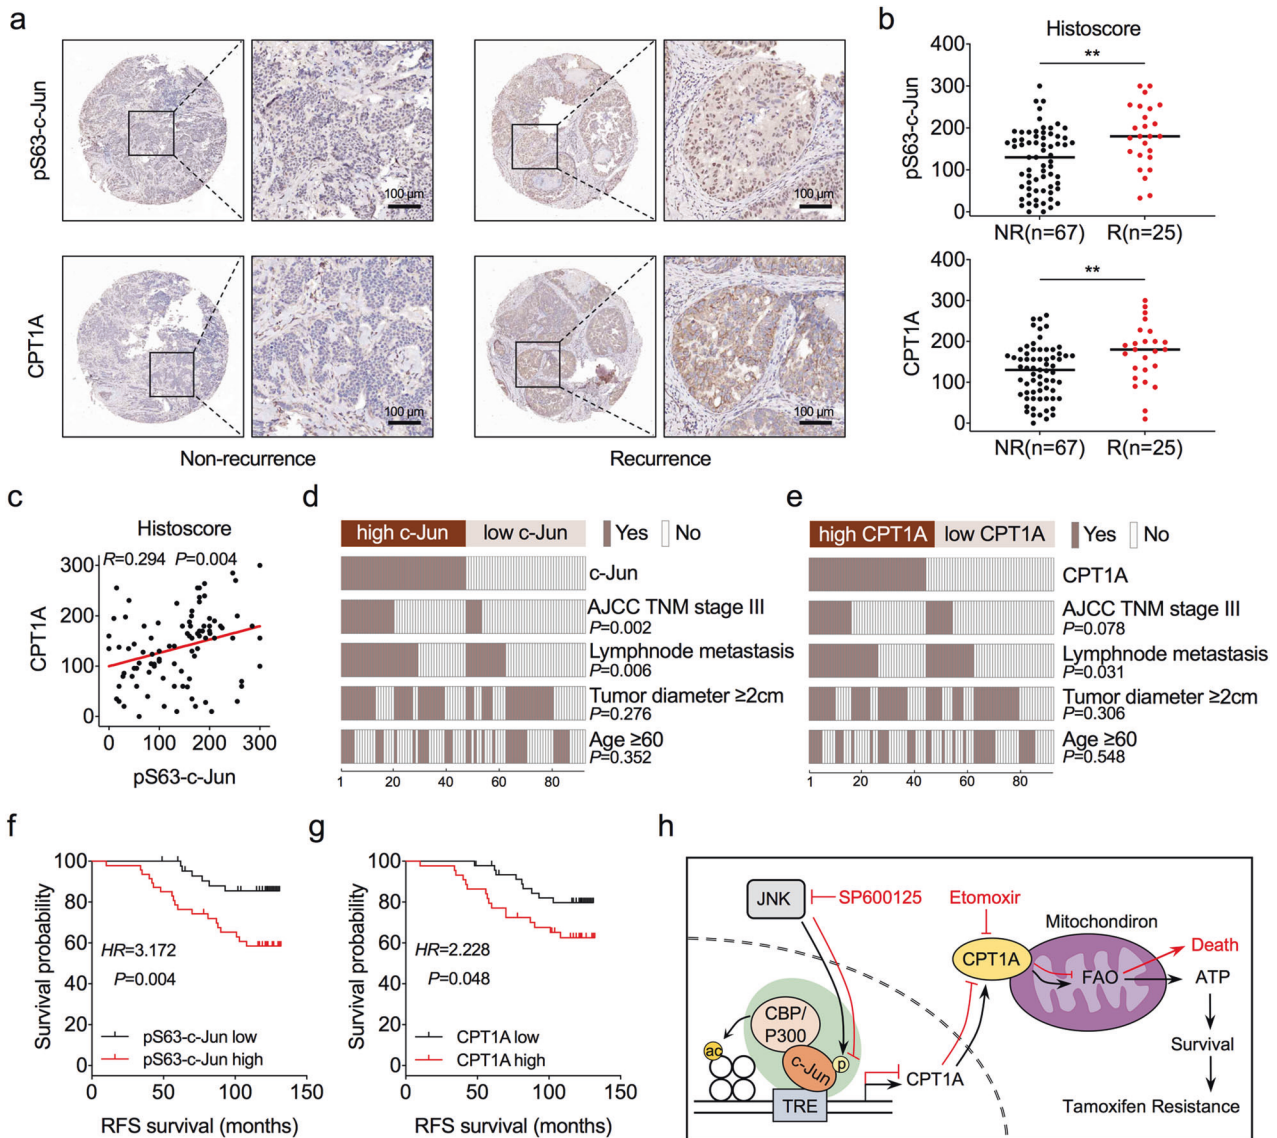 a
pS63-c-Jun
100 µm
100 µm
CPT1A
100 µm
100 µm
Non-recurrence
Recurrence
b
Histoscore
pS63-c-Jun
400
300
200
100
0
**
NR(n=67)
R(n=25)
CPT1A
400
300
200
100
0
**
NR(n=67)
R(n=25)
c
Histoscore
R=0.294 P=0.004
CPT1A
300
200
100
0
0 100 200 300
pS63-c-Jun
d
high c-Jun
low c-Jun
Yes
No
c-Jun
AJCC TNM stage III
P=0.002
Lymphnode metastasis
P=0.006
Tumor diameter ≥2cm
P=0.276
Age ≥60
P=0.352
1 20 40 60 80
e
high CPT1A
low CPT1A
Yes
No
CPT1A
AJCC TNM stage III
P=0.078
Lymphnode metastasis
P=0.031
Tumor diameter ≥2cm
P=0.306
Age ≥60
P=0.548
1 20 40 60 80
f
Survival probability
100
80
60
40
20
0
HR=3.172
P=0.004
pS63-c-Jun low
pS63-c-Jun high
0 50 100 150
RFS survival (months)
g
Survival probability
100
80
60
40
20
0
HR=2.228
P=0.048
CPT1A low
CPT1A high
0 50 100 150
RFS survival (months)
h
JNK
SP600125
Etomoxir
Mitochondiron
CPT1A
FAO
Death
ATP
Survival
Tamoxifen Resistance
CBP/
P300
ac
c-Jun
p
TRE
CPT1A